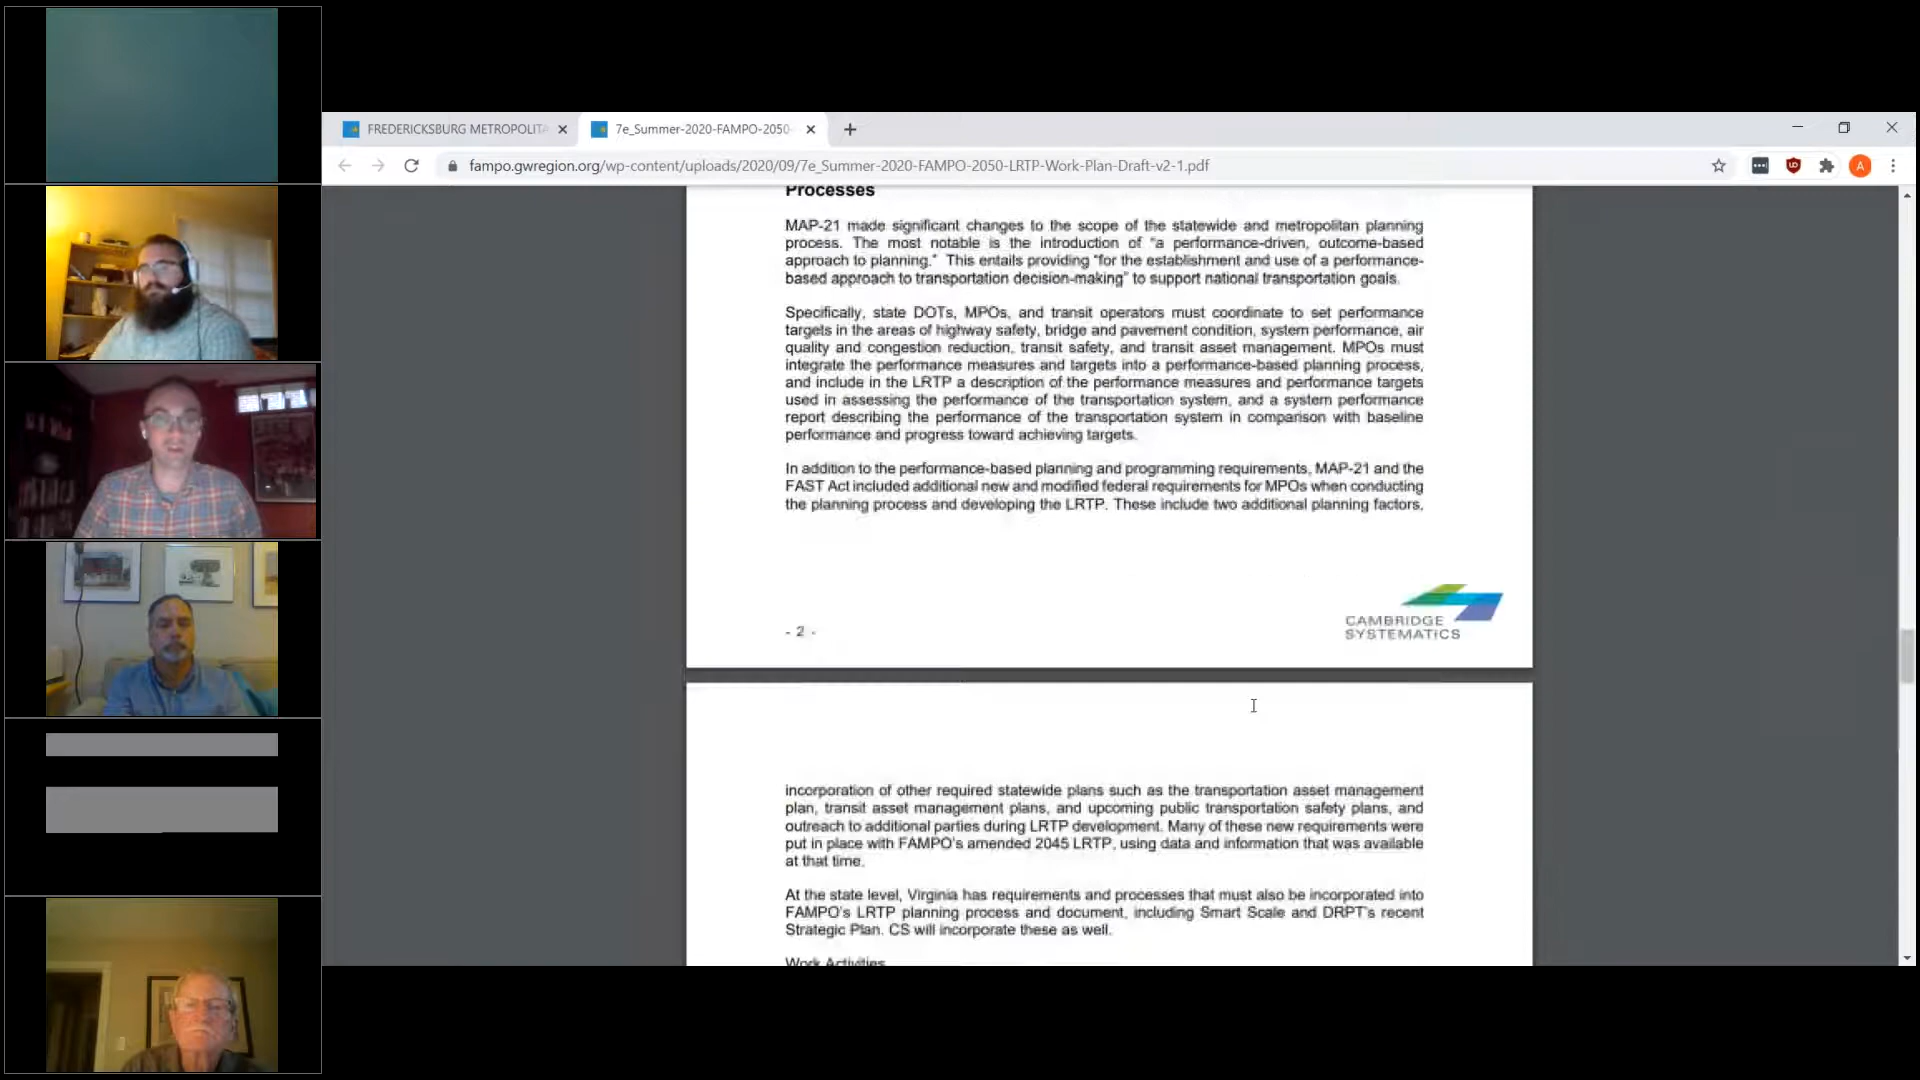 FREDERICKSBURG METROPOLIT
7e_Summer-2020-FAMPO-2050-
fampo.gwregion.org/wp-content/uploads/2020/09/7e_Summer-2020-FAMPO-2050-LRTP-Work-Plan-Draft-v2-1.pdf
A
Processes
MAP-21 made significant changes to the scope of the statewide and metropolitan planning
process. The most notable is the introduction of "a performance-driven, outcome-based
approach to planning." This entails providing "for the establishment and use of a performance-
based approach to transportation decision-making" to support national transportation goals.
Specifically, state DOTs, MPOs, and transit operators must coordinate to set performance
targets in the areas of highway safety, bridge and pavement condition, system performance, air
quality and congestion reduction, transit safety, and transit asset management. MPOs must
integrate the performance measures and targets into a performance-based planning process,
and include in the LRTP a description of the performance measures and performance targets
used in assessing the performance of the transportation system, and a system performance
report describing the performance of the transportation system in comparison with baseline
performance and progress toward achieving targets.
In addition to the performance-based planning and programming requirements, MAP-21 and the
FAST Act included additional new and modified federal requirements for MPOs when conducting
the planning process and developing the LRTP. These include two additional planning factors,
- 2 -
CAMBRIDGE
SYSTEMATICS
incorporation of other required statewide plans such as the transportation asset management
plan, transit asset management plans, and upcoming public transportation safety plans, and
outreach to additional parties during LRTP development. Many of these new requirements were
put in place with FAMPO's amended 2045 LRTP, using data and information that was available
at that time.
At the state level, Virginia has requirements and processes that must also be incorporated into
FAMPO's LRTP planning process and document, including Smart Scale and DRPT's recent
Strategic Plan. CS will incorporate these as well.
Work Activities